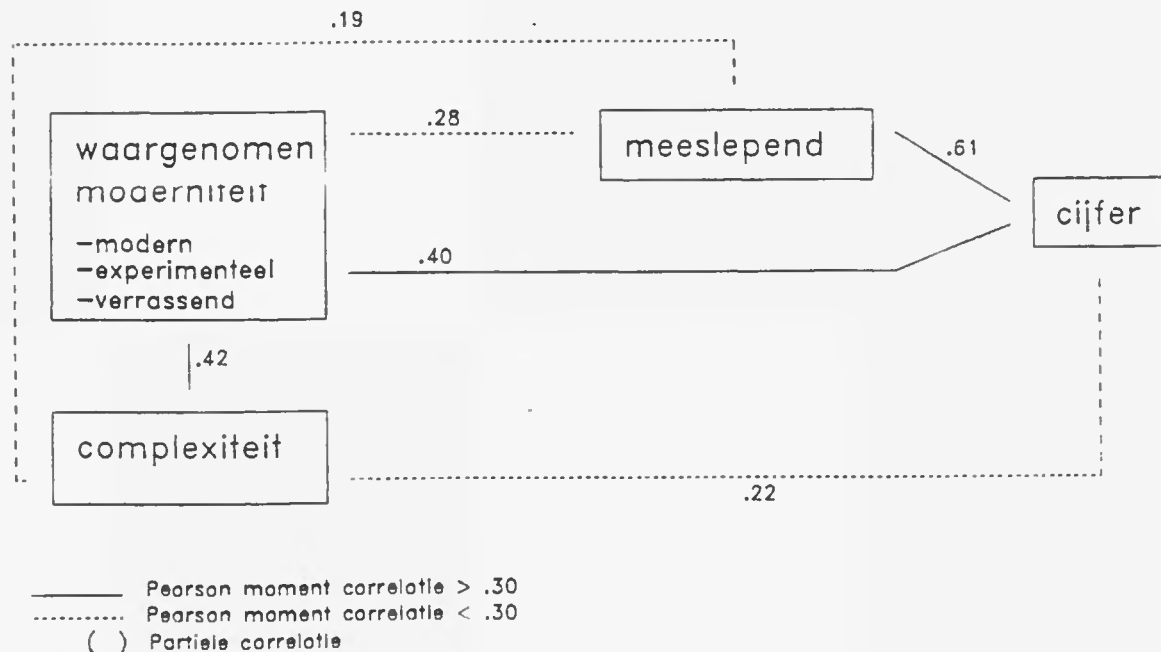 .19
.28
waargenomen
moderniteit
-modern
-experimenteel
-verrassend
meeslepend
.61
cijfer
.40
.42
complexiteit
.22
Pearson moment correlatie > .30
Pearson moment correlatie < .30
( ) Partiele correlatie